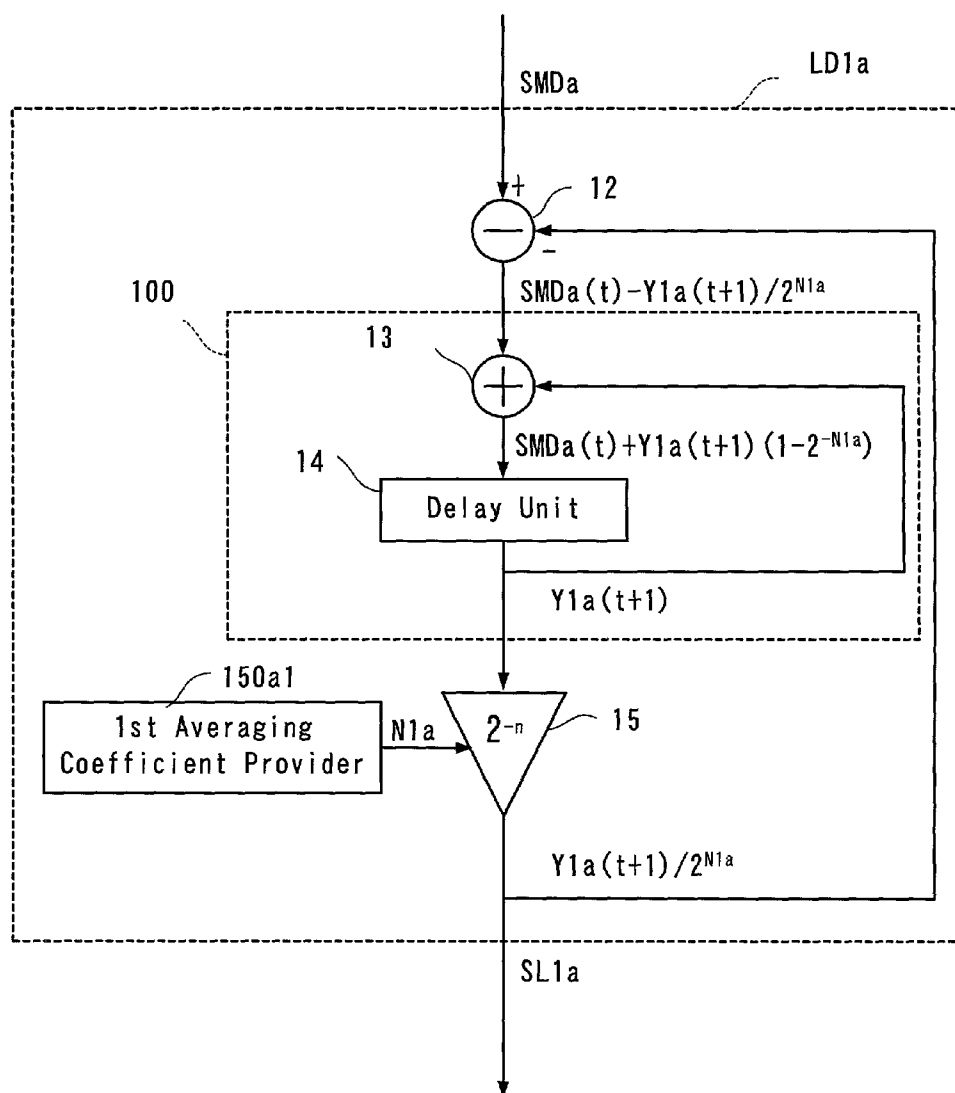 LD1a
SMDa
+
12
−
-
100
SMDa(t)-Y1a(t+1)/2^N1a
13
+
SMDa(t)+Y1a(t+1)(1-2^-N1a)
14
Delay Unit
Y1a(t+1)
150a1
1st Averaging
Coefficient Provider
N1a
2^-n
15
Y1a(t+1)/2^N1a
SL1a